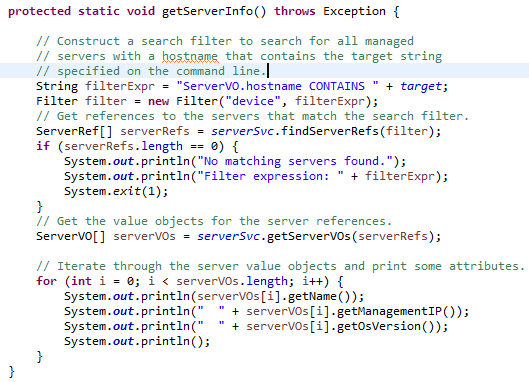 protected static void getServerInfo() throws Exception {
// Construct a search filter to search for all managed
// servers with a hostname that contains the target string
// specified on the command line.
String filterExpr = "ServerVO.hostname CONTAINS " + target;
Filter filter = new Filter("device", filterExpr);
// Get references to the servers that match the search filter.
ServerRef[] serverRefs = serverSvc.findServerRefs(filter);
if (serverRefs.length == 0) {
System.out.println("No matching servers found.");
System.out.println("Filter expression: " + filterExpr);
System.exit(1);
}
// Get the value objects for the server references.
ServerVO[] serverVOs = serverSvc.getServerVOs(serverRefs);
// Iterate through the server value objects and print some attributes.
for (int i = 0; i < serverVOs.length; i++) {
System.out.println(serverVOs[i].getName());
System.out.println("  " + serverVOs[i].getManagementIP());
System.out.println("  " + serverVOs[i].getOsVersion());
System.out.println();
}
}